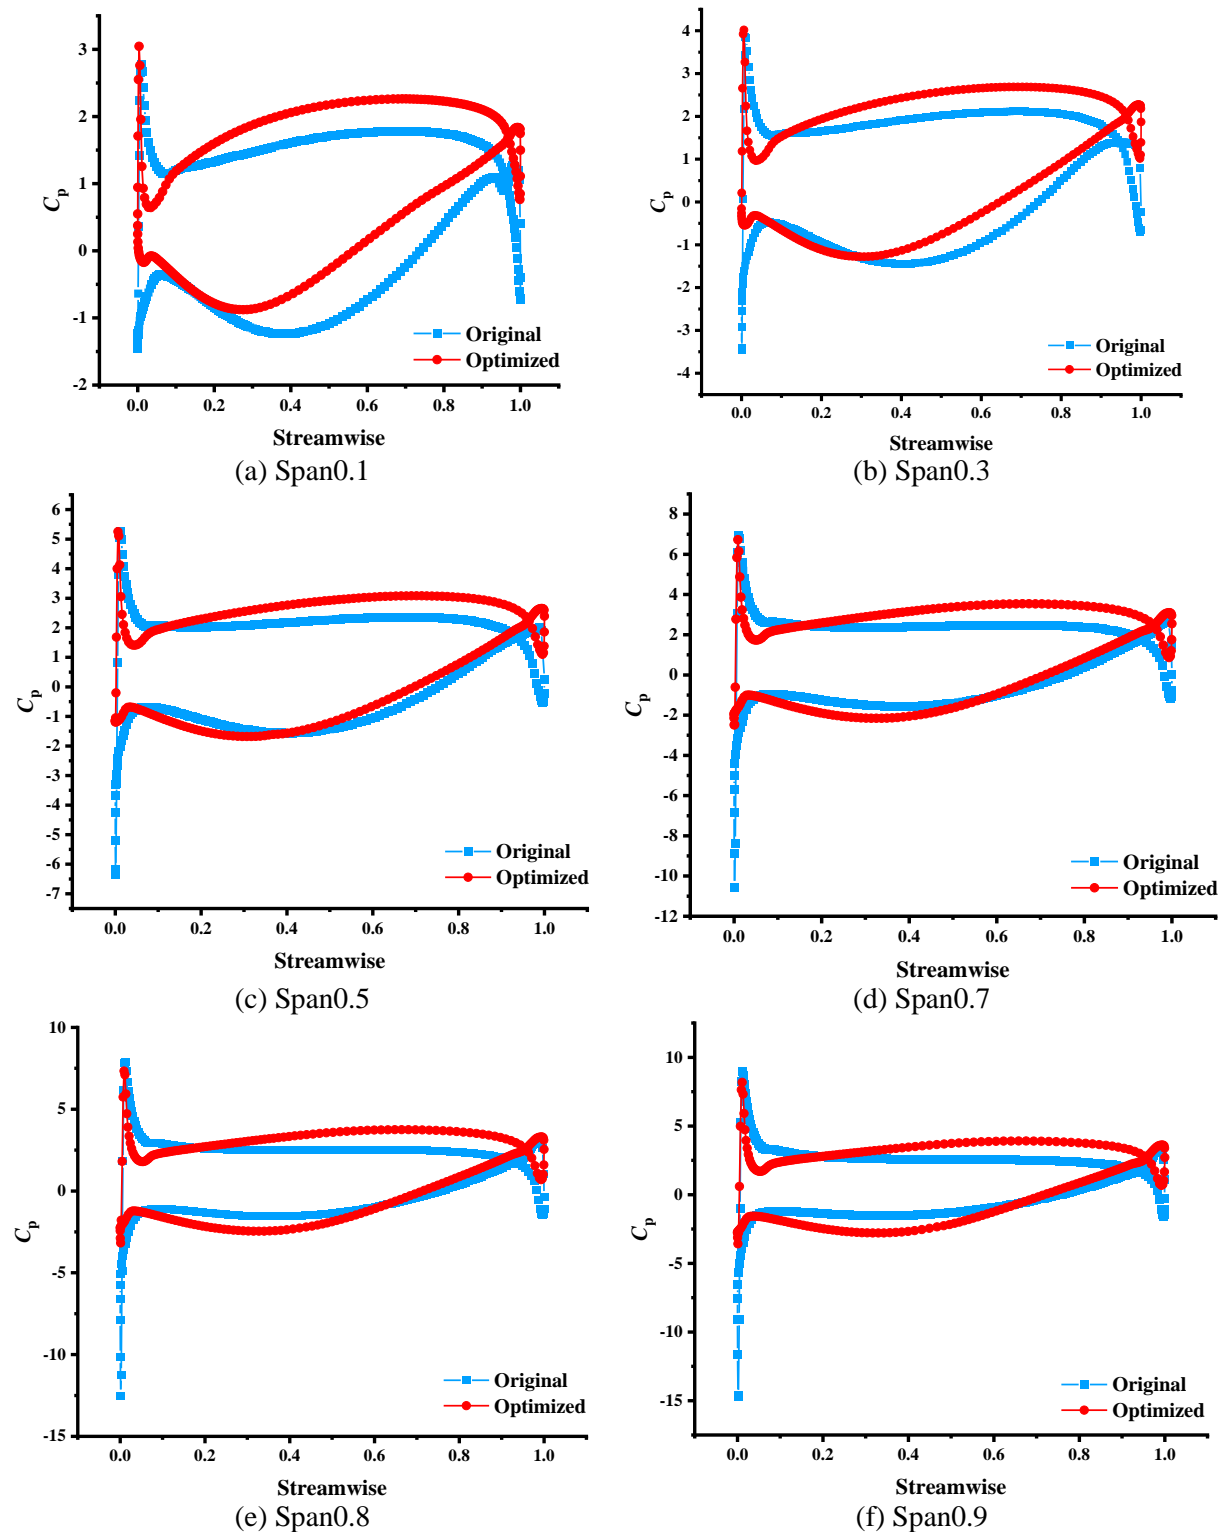 3
2
1
0
-1
-2
Cp
0.0 0.2 0.4 0.6 0.8 1.0
Streamwise
Original
Optimized
(a) Span0.1
4
3
2
1
0
-1
-2
-3
-4
Cp
0.0 0.2 0.4 0.6 0.8 1.0
Streamwise
Original
Optimized
(b) Span0.3
6
5
4
3
2
1
0
-1
-2
-3
-4
-5
-6
-7
Cp
0.0 0.2 0.4 0.6 0.8 1.0
Streamwise
Original
Optimized
(c) Span0.5
8
6
4
2
0
-2
-4
-6
-8
-10
-12
Cp
0.0 0.2 0.4 0.6 0.8 1.0
Streamwise
Original
Optimized
(d) Span0.7
10
5
0
-5
-10
-15
Cp
0.0 0.2 0.4 0.6 0.8 1.0
Streamwise
Original
Optimized
(e) Span0.8
10
5
0
-5
-10
-15
Cp
0.0 0.2 0.4 0.6 0.8 1.0
Streamwise
Original
Optimized
(f) Span0.9